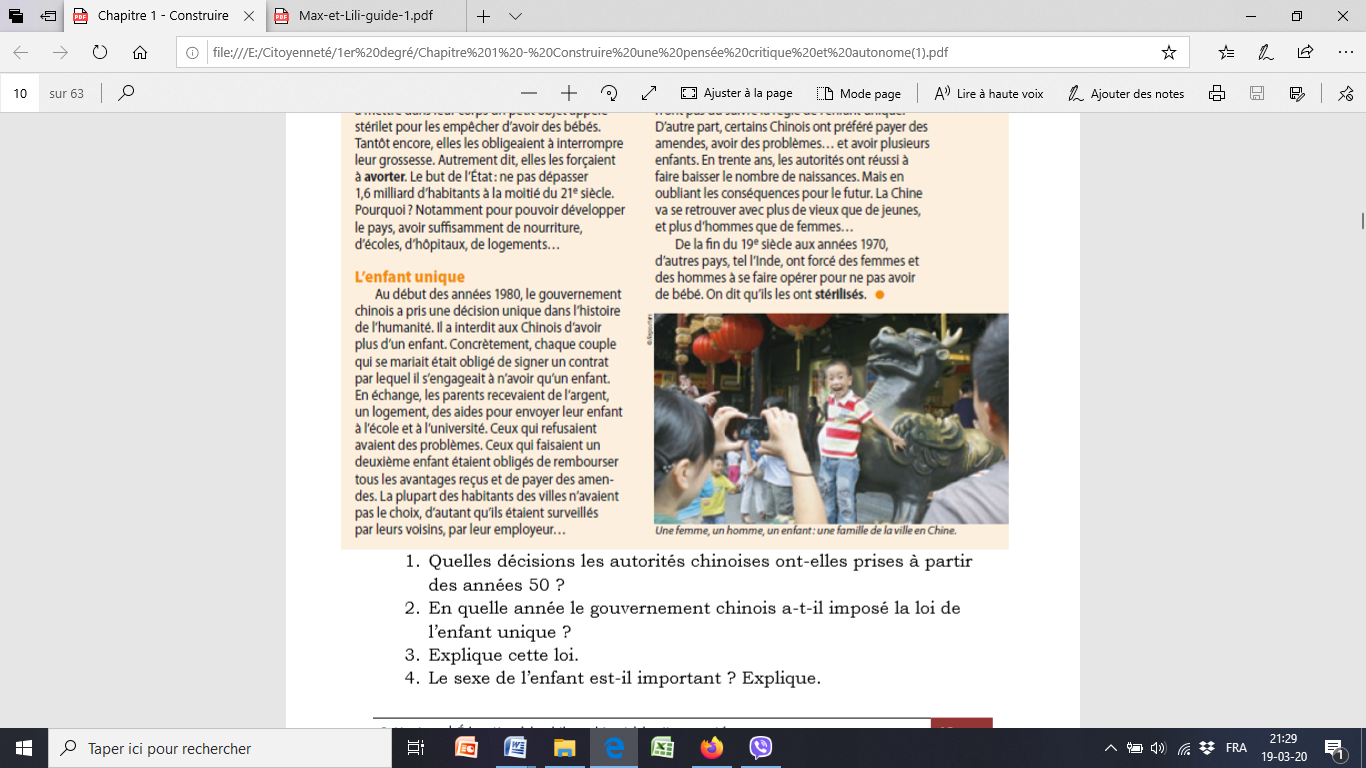 Chapitre 1 - Construire
Max-et-Lili-guide-1.pdf
file:///E:/Citoyenneté/1er%20degré/Chapitre%201%20-%20Construire%20une%20pensée%20critique%20et%20autonome(1).pdf
10 sur 63
Ajuster à la page
Mode page
Lire à haute voix
Ajouter des notes
d'mettre dans leur corps un petit objet appelé
stérilet pour les empêcher d'avoir des bébés.
Tantôt encore, elles les obligeaient à interrompre
leur grossesse. Autrement dit, elles les forçaient
à avorter. Le but de l'État : ne pas dépasser
1,6 milliard d'habitants à la moitié du 21e siècle.
Pourquoi ? Notamment pour pouvoir développer
le pays, avoir suffisamment de nourriture,
d'écoles, d'hôpitaux, de logements…
L'enfant unique
Au début des années 1980, le gouvernement
chinois a pris une décision unique dans l'histoire
de l'humanité. Il a interdit aux Chinois d'avoir
plus d'un enfant. Concrètement, chaque couple
qui se mariait était obligé de signer un contrat
par lequel il s'engageait à n'avoir qu'un enfant.
En échange, les parents recevaient de l'argent,
un logement, des aides pour envoyer leur enfant
à l'école et à l'université. Ceux qui refusaient
avaient des problèmes. Ceux qui faisaient un
deuxième enfant étaient obligés de rembourser
tous les avantages reçus et de payer des amen-
des. La plupart des habitants des villes n'avaient
pas le choix, d'autant qu'ils étaient surveillés
par leurs voisins, par leur employeur…
pas dû suivre la règle de l'enfant unique.
D'autre part, certains Chinois ont préféré payer des
amendes, avoir des problèmes… et avoir plusieurs
enfants. En trente ans, les autorités ont réussi à
faire baisser le nombre de naissances. Mais en
oubliant les conséquences pour le futur. La Chine
va se retrouver avec plus de vieux que de jeunes,
et plus d'hommes que de femmes…
De la fin du 19e siècle aux années 1970,
d'autres pays, tel l'Inde, ont forcé des femmes et
des hommes à se faire opérer pour ne pas avoir
de bébé. On dit qu'ils les ont stérilisés.
Une femme, un homme, un enfant : une famille de la ville en Chine.
1. Quelles décisions les autorités chinoises ont-elles prises à partir
des années 50 ?
2. En quelle année le gouvernement chinois a-t-il imposé la loi de
l'enfant unique ?
3. Explique cette loi.
4. Le sexe de l'enfant est-il important ? Explique.
Taper ici pour rechercher
FRA
21:29
19-03-20
1